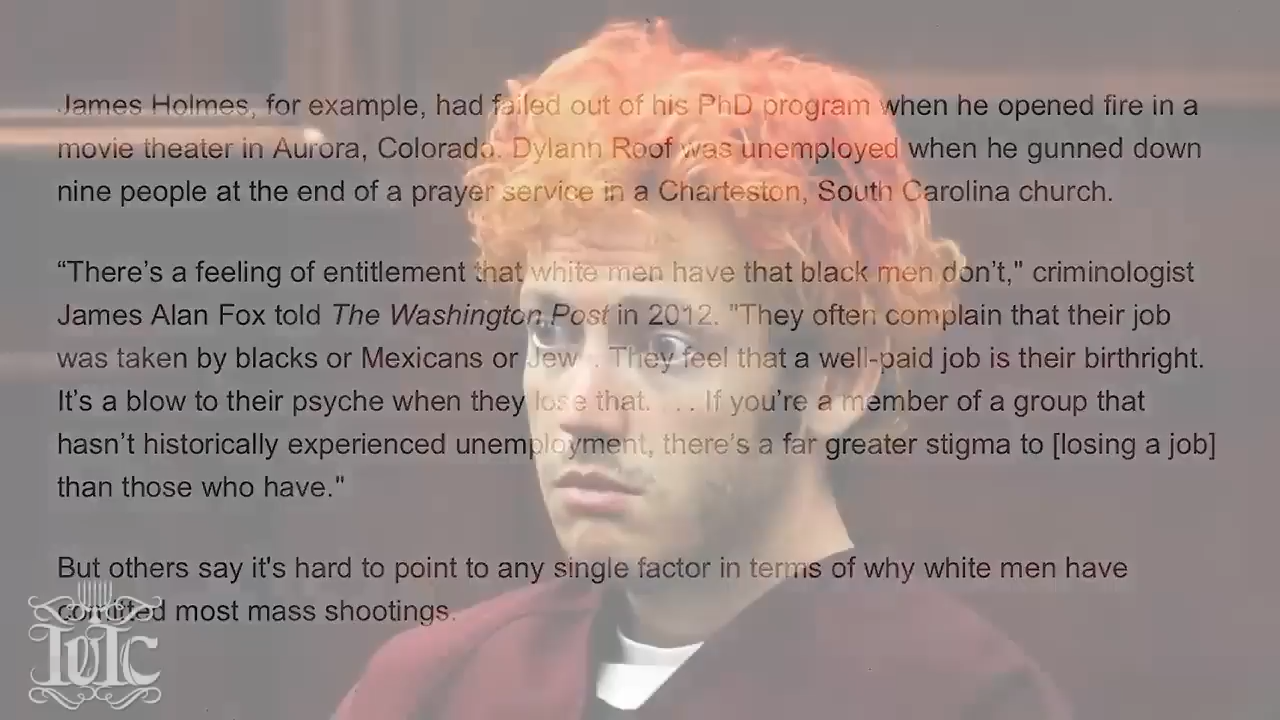 James Holmes, for example, had failed out of his PhD program when he opened fire in a
movie theater in Aurora, Colorado. Dylann Roof was unemployed when he gunned down
nine people at the end of a prayer service in a Charteston, South Carolina church.
“There’s a feeling of entitlement that white men have that black men don’t," criminologist
James Alan Fox told The Washington Post in 2012. "They often complain that their job
was taken by blacks or Mexicans or Jew . They feel that a well-paid job is their birthright.
It’s a blow to their psyche when they lose that. . . . If you’re a member of a group that
hasn’t historically experienced unemployment, there’s a far greater stigma to [losing a job]
than those who have."
But others say it's hard to point to any single factor in terms of why white men have
comitted most mass shootings.
IUIC